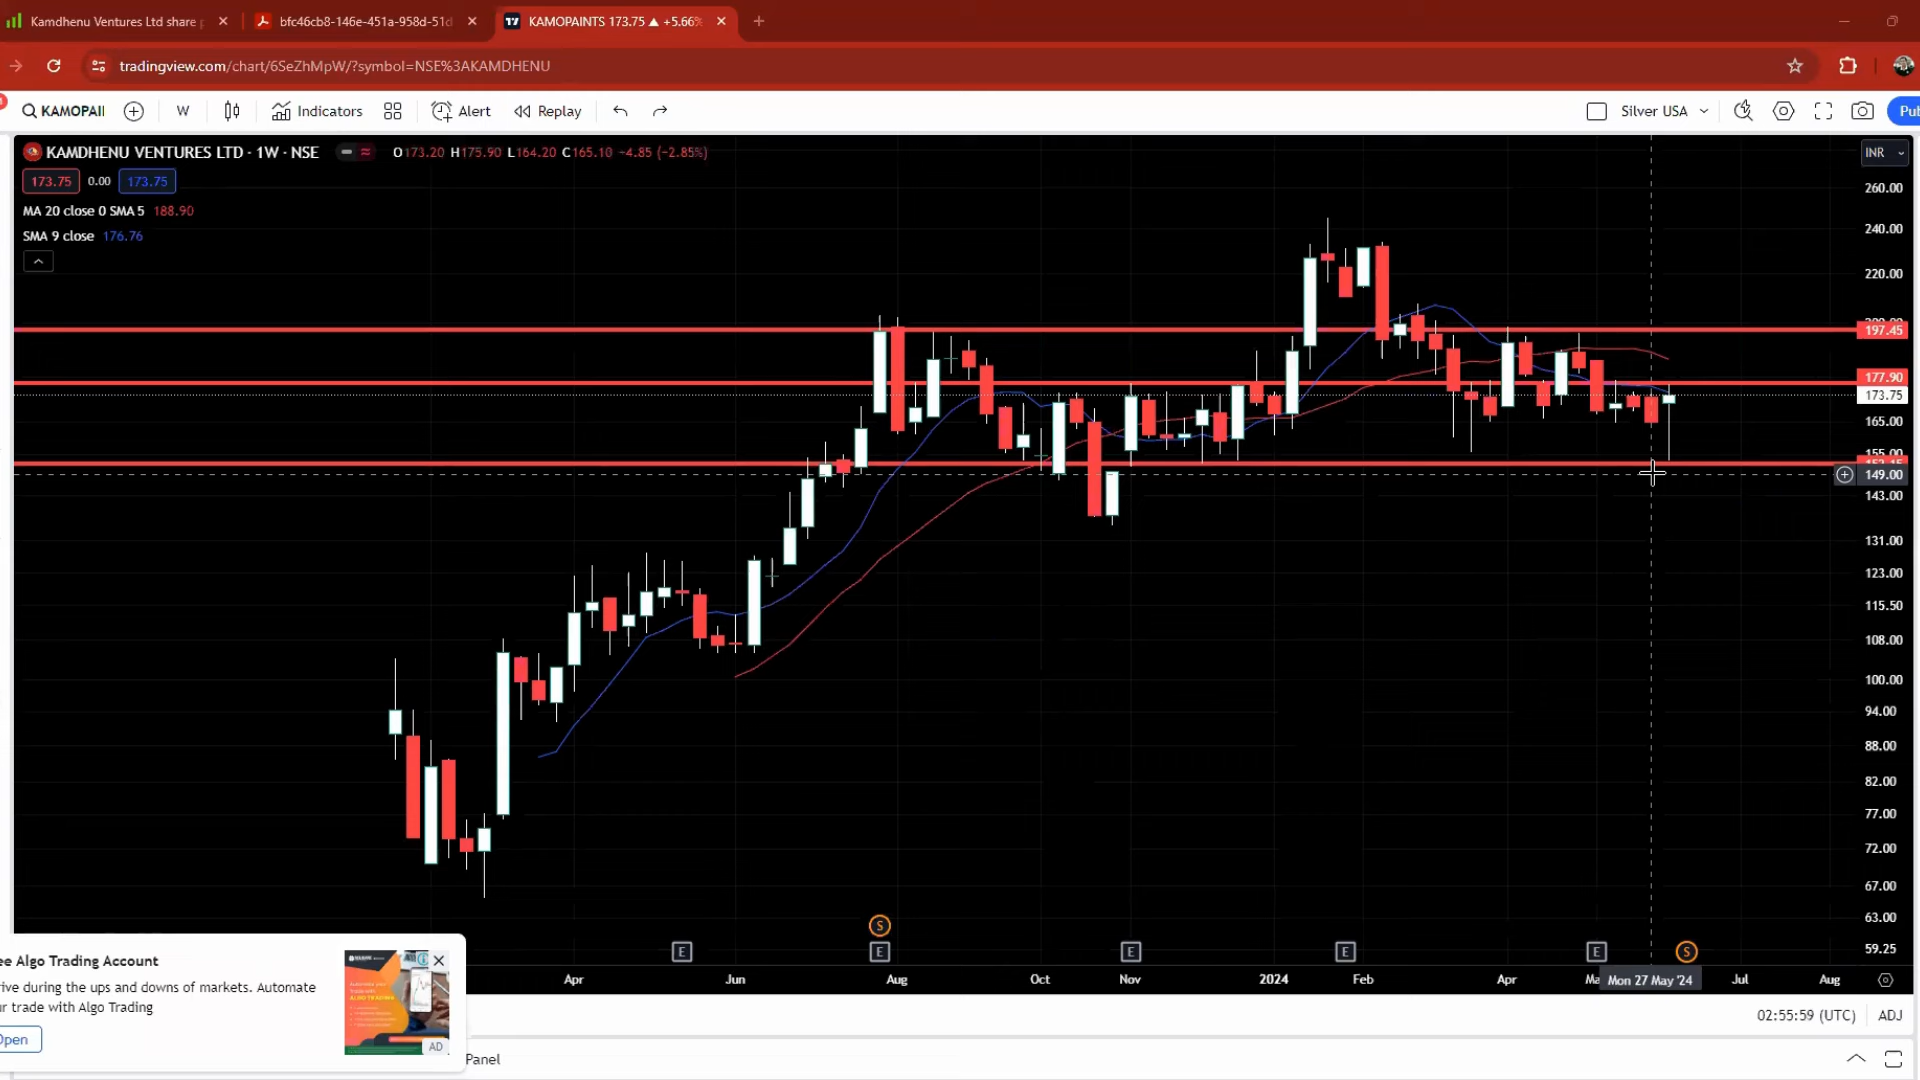 Kamdhenu Ventures Ltd share
bfc46cb8-146e-451a-958d-51d
KAMOPAINTS 173.75 ▲ +5.66%
tradingview.com/chart/6SeZhMpW/?symbol=NSE%3AKAMDHENU
KAMOPAII
W
Indicators
Alert
Replay
Silver USA
Pub
KAMDHENU VENTURES LTD · 1W · NSE
O173.20 H175.90 L164.20 C165.10 −4.85 (−2.85%)
INR
173.75 0.00 173.75
MA 20 close 0 SMA 5 188.90
SMA 9 close 176.76
260.00
240.00
220.00
197.45
177.90
173.75
165.00
155.00
149.00
143.00
131.00
123.00
115.50
108.00
100.00
94.00
88.00
82.00
77.00
72.00
67.00
63.00
59.25
S
E E E E E S
Apr Jun Aug Oct Nov 2024 Feb Apr Mon 27 May '24 Jul Aug
ee Algo Trading Account
rive during the ups and downs of markets. Automate
ur trade with Algo Trading
Open
AD
02:55:59 (UTC) ADJ
Panel